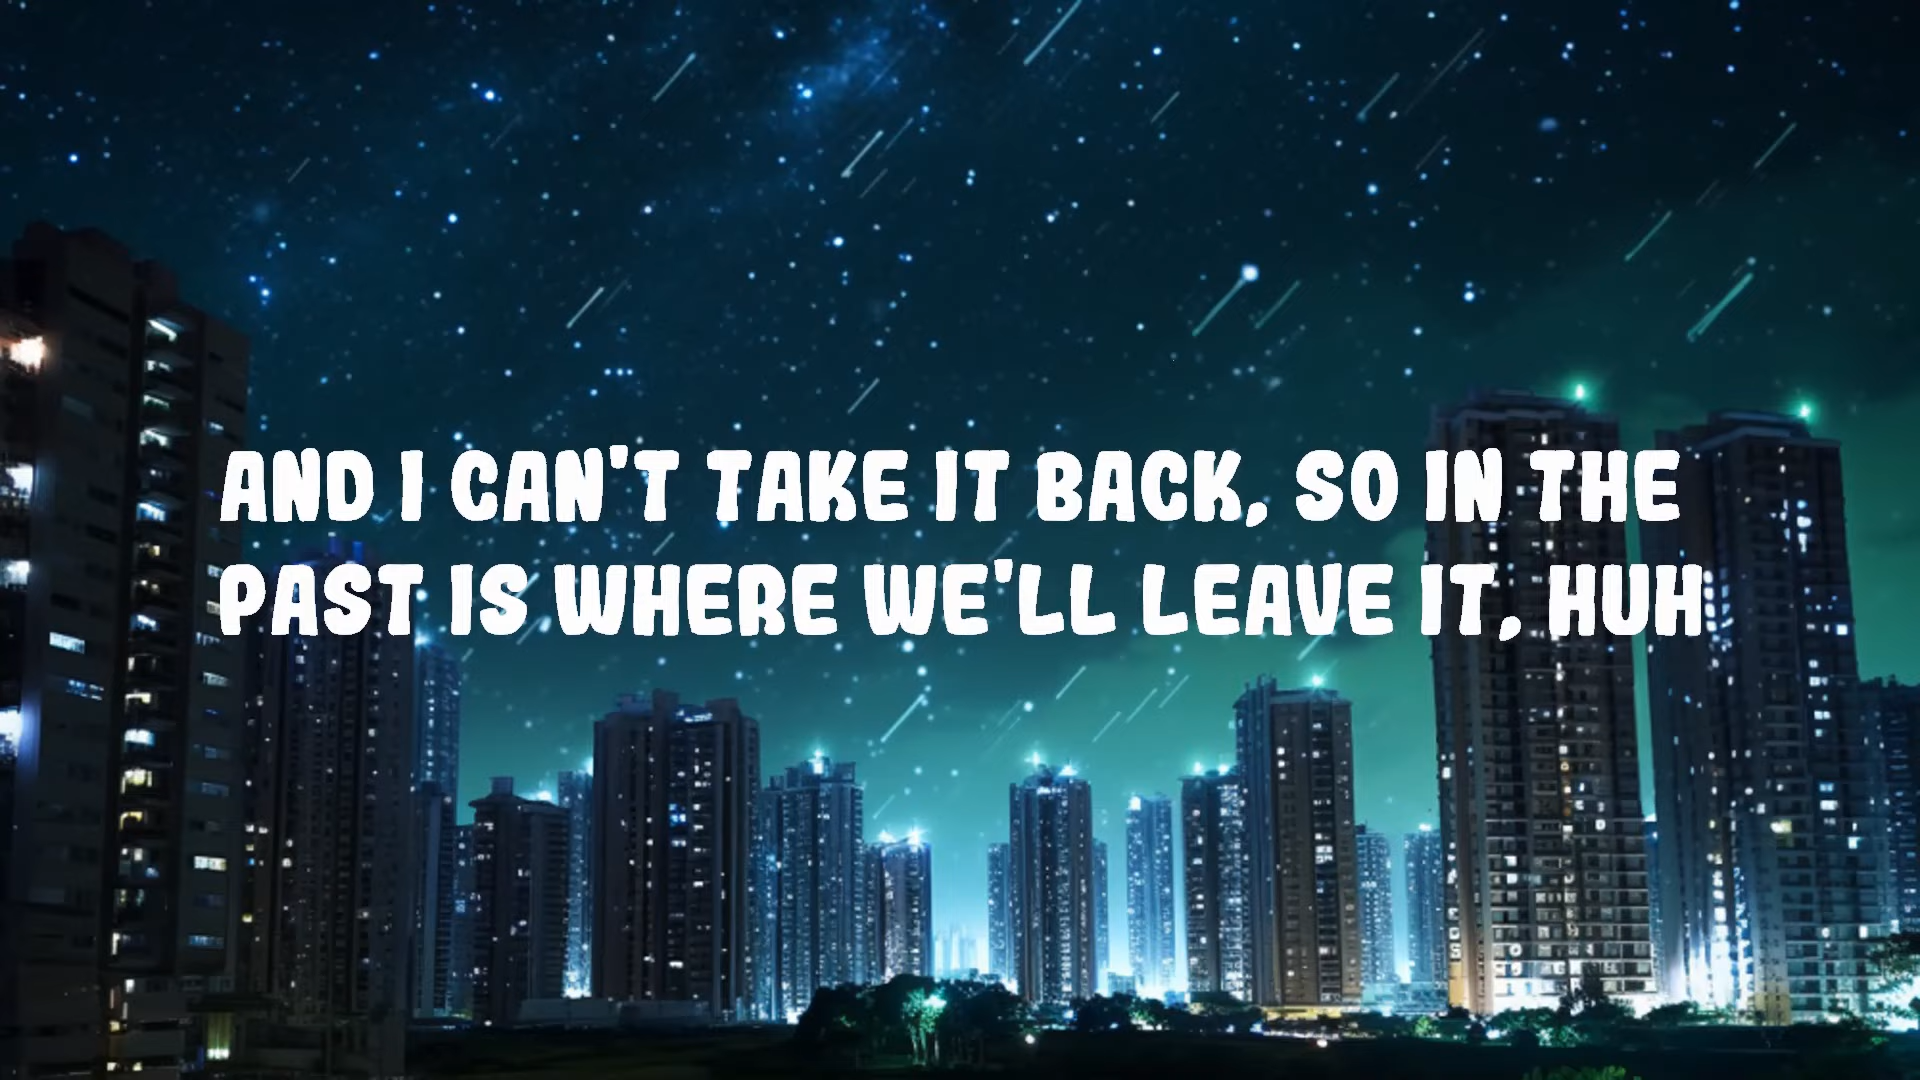 AND I CAN'T TAKE IT BACK, SO IN THE
PAST IS WHERE WE'LL LEAVE IT, HUH